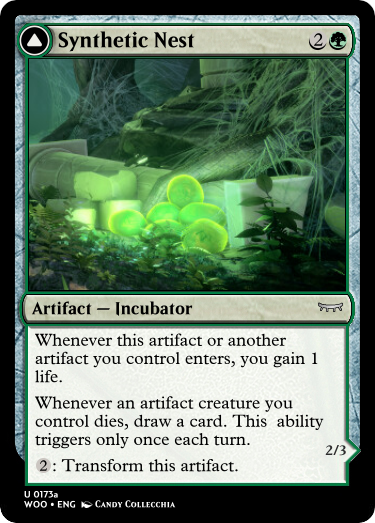 Synthetic Nest 2
Artifact — Incubator
Whenever this artifact or another
artifact you control enters, you gain 1
life.
Whenever an artifact creature you
control dies, draw a card. This ability
triggers only once each turn.
2: Transform this artifact.
2/3
U 0173a
WOO • ENG CANDY COLLECCHIA